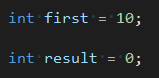 int first = 10;
int result = 0;